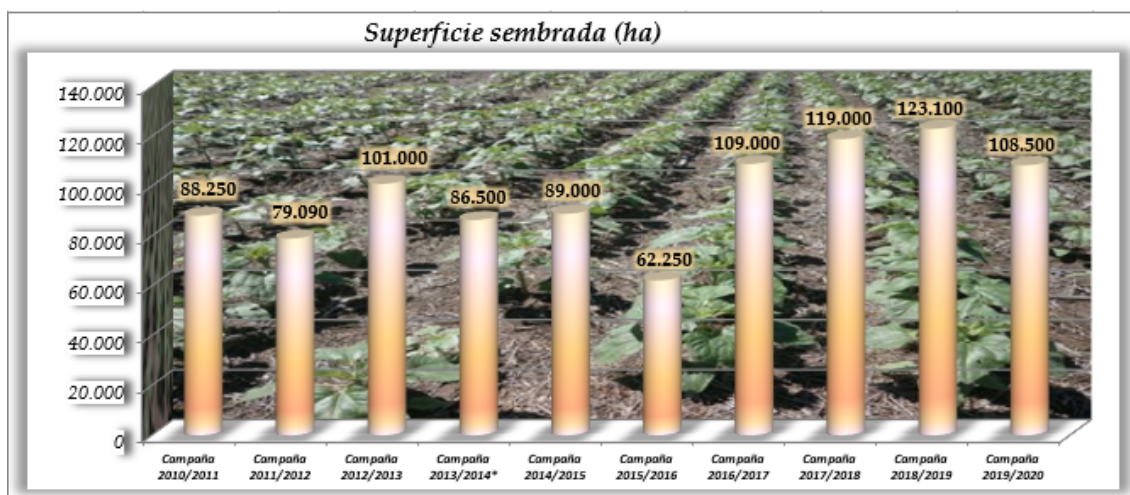 Superficie sembrada (ha)
140.000
120.000
100.000
80.000
60.000
40.000
20.000
0
88.250
79.090
101.000
86.500
89.000
62.250
109.000
119.000
123.100
108.500
Campaña
2010/2011
Campaña
2011/2012
Campaña
2012/2013
Campaña
2013/2014*
Campaña
2014/2015
Campaña
2015/2016
Campaña
2016/2017
Campaña
2017/2018
Campaña
2018/2019
Campaña
2019/2020